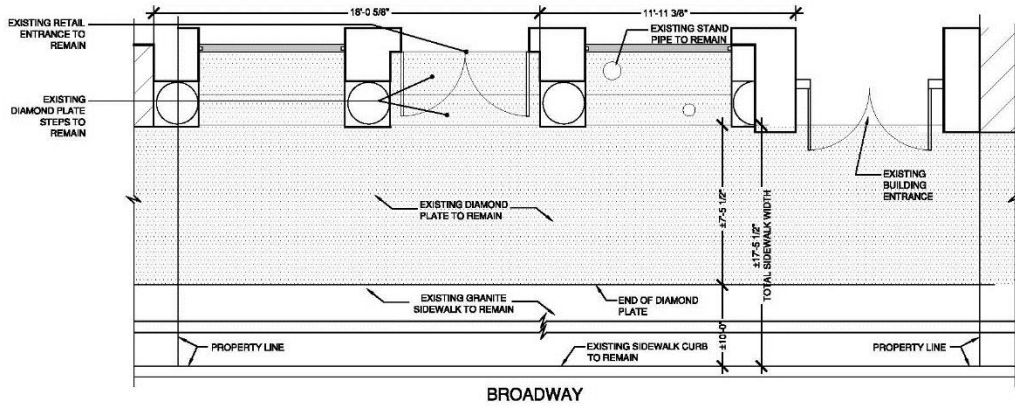 18'-0 5/8"
11'-11 3/8"
EXISTING RETAIL
ENTRANCE TO
REMAIN
EXISTING STAND
PIPE TO REMAIN
EXISTING
DIAMOND PLATE
STEPS TO
REMAIN
EXISTING
BUILDING
ENTRANCE
EXISTING DIAMOND
PLATE TO REMAIN
±7'-5 1/2"
±17'-5 1/2"
TOTAL SIDEWALK WIDTH
EXISTING GRANITE
SIDEWALK TO REMAIN
END OF DIAMOND
PLATE
±10'-0"
PROPERTY LINE
EXISTING SIDEWALK CURB
TO REMAIN
PROPERTY LINE
BROADWAY